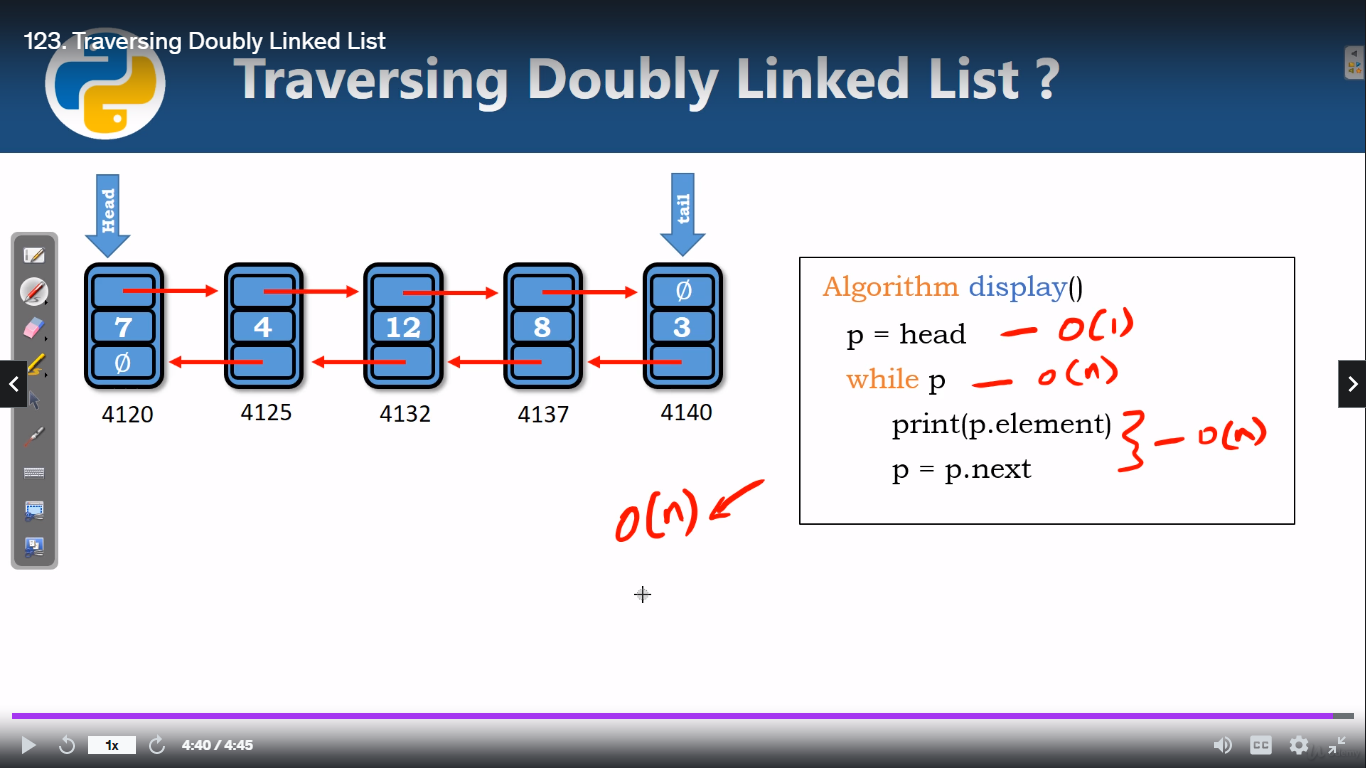 123. Traversing Doubly Linked List
Traversing Doubly Linked List ?
Head
tail
∅
7 4 12 8 3
∅
4120 4125 4132 4137 4140
Algorithm display()
p = head — O(1)
while p — O(n)
print(p.element)
p = p.next } — O(n)
O(n)
1x 4:40 / 4:45 CC